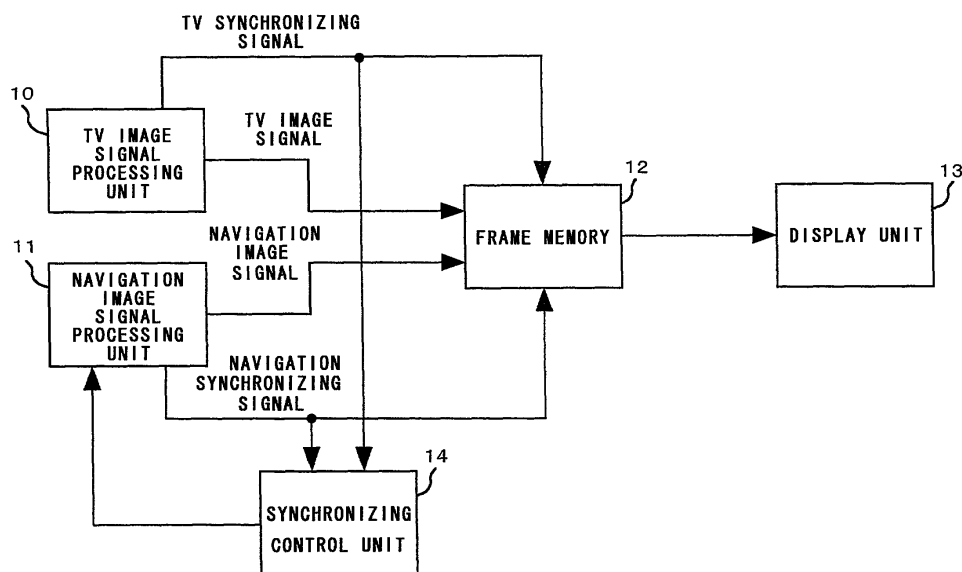 TV SYNCHRONIZING
SIGNAL
10
TV IMAGE
SIGNAL
PROCESSING
UNIT
TV IMAGE
SIGNAL
12
FRAME MEMORY
13
DISPLAY UNIT
NAVIGATION
IMAGE
SIGNAL
11
NAVIGATION
IMAGE
SIGNAL
PROCESSING
UNIT
NAVIGATION
SYNCHRONIZING
SIGNAL
14
SYNCHRONIZING
CONTROL UNIT